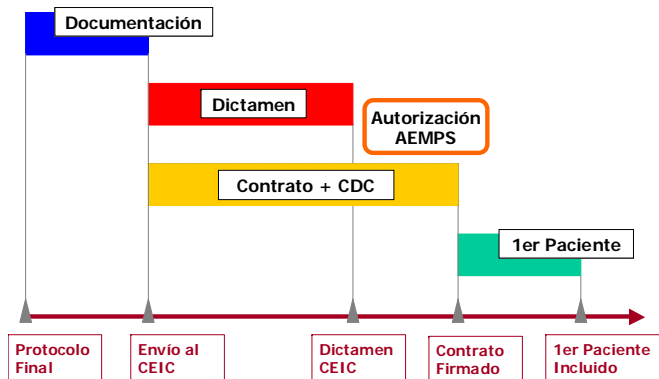 Documentación
Dictamen
Autorización
AEMPS
Contrato + CDC
1er Paciente
Protocolo
Final
Envío al
CEIC
Dictamen
CEIC
Contrato
Firmado
1er Paciente
Incluido